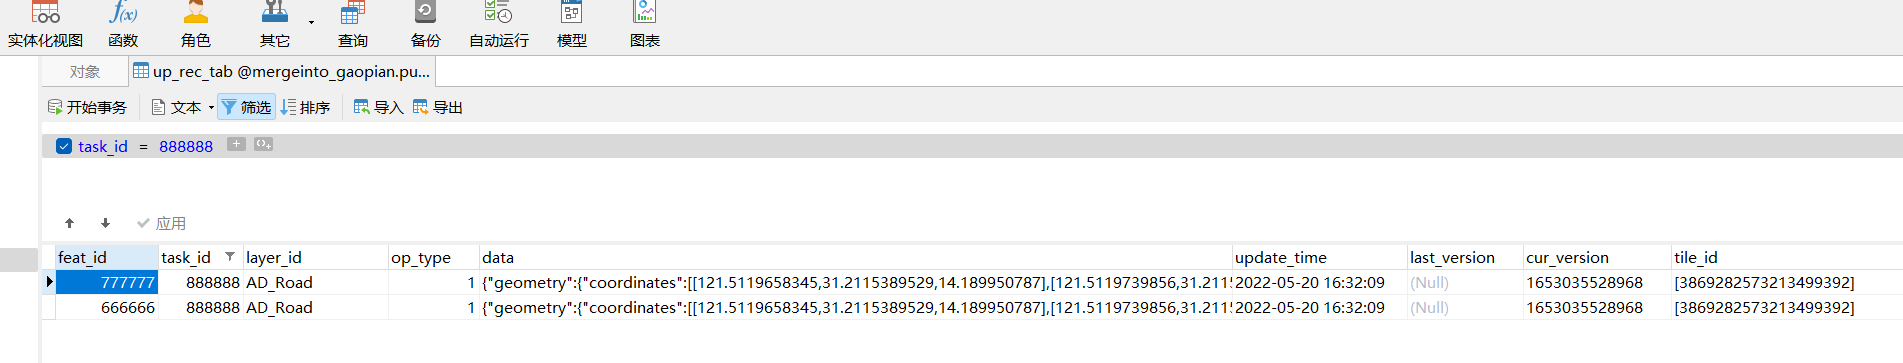 实体化视图 函数 角色 其它 查询 备份 自动运行 模型 图表
对象 up_rec_tab @mergeinto_gaopian.pu...
开始事务 文本 筛选 排序 导入 导出
task_id = 888888
应用
feat_id task_id layer_id op_type data update_time last_version cur_version tile_id
777777 888888 AD_Road 1 {"geometry":{"coordinates":[[121.5119658345,31.2115389529,14.189950787],[121.5119739856,31.2115 2022-05-20 16:32:09 (Null) 1653035528968 [3869282573213499392]
666666 888888 AD_Road 1 {"geometry":{"coordinates":[[121.5119658345,31.2115389529,14.189950787],[121.5119739856,31.2115 2022-05-20 16:32:09 (Null) 1653035528968 [3869282573213499392]